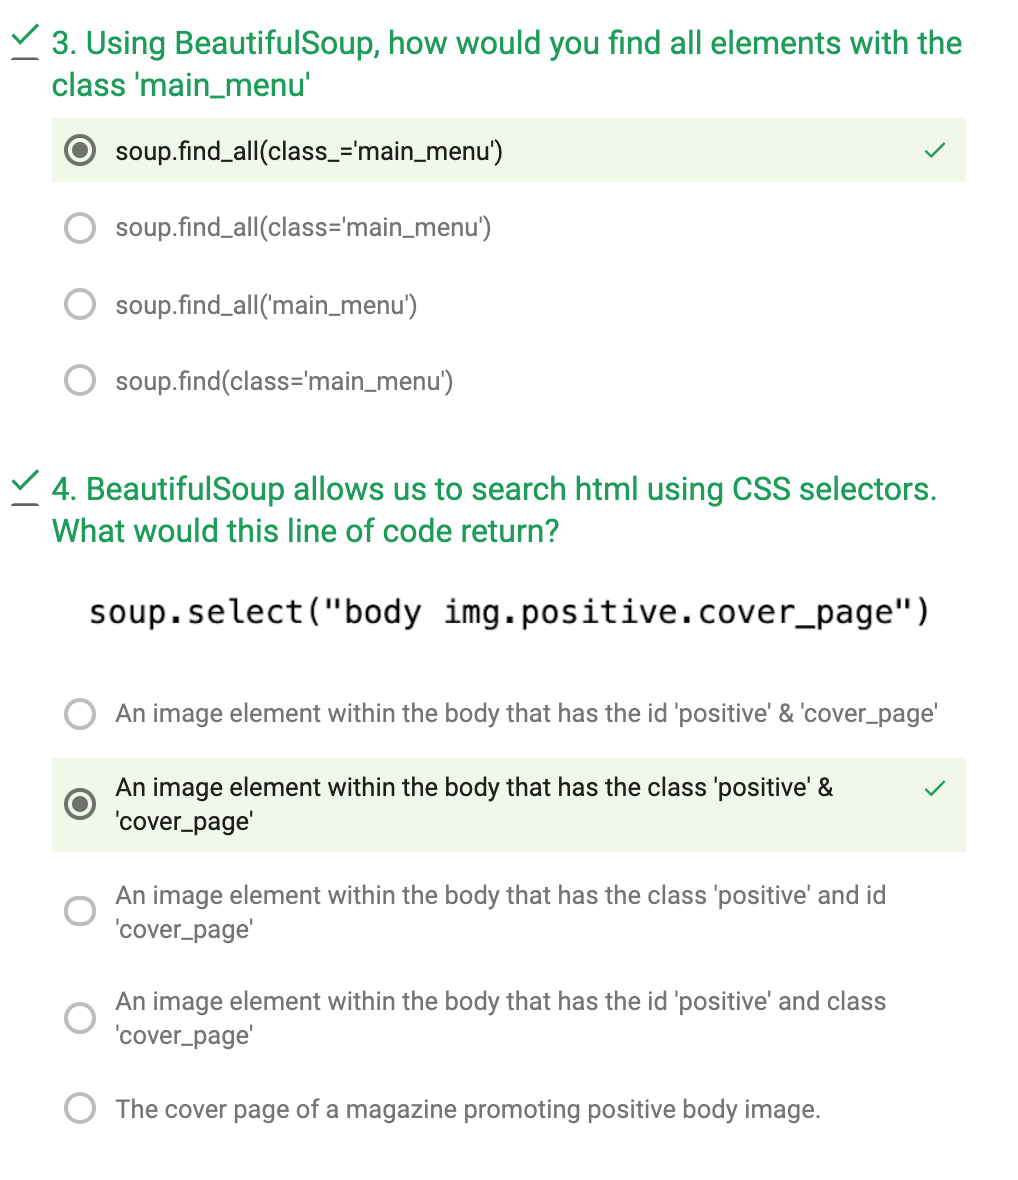 3. Using BeautifulSoup, how would you find all elements with the
class 'main_menu'
soup.find_all(class_='main_menu')
soup.find_all(class='main_menu')
soup.find_all('main_menu')
soup.find(class='main_menu')
4. BeautifulSoup allows us to search html using CSS selectors.
What would this line of code return?
soup.select("body img.positive.cover_page")
An image element within the body that has the id 'positive' & 'cover_page'
An image element within the body that has the class 'positive' &
'cover_page'
An image element within the body that has the class 'positive' and id
'cover_page'
An image element within the body that has the id 'positive' and class
'cover_page'
The cover page of a magazine promoting positive body image.